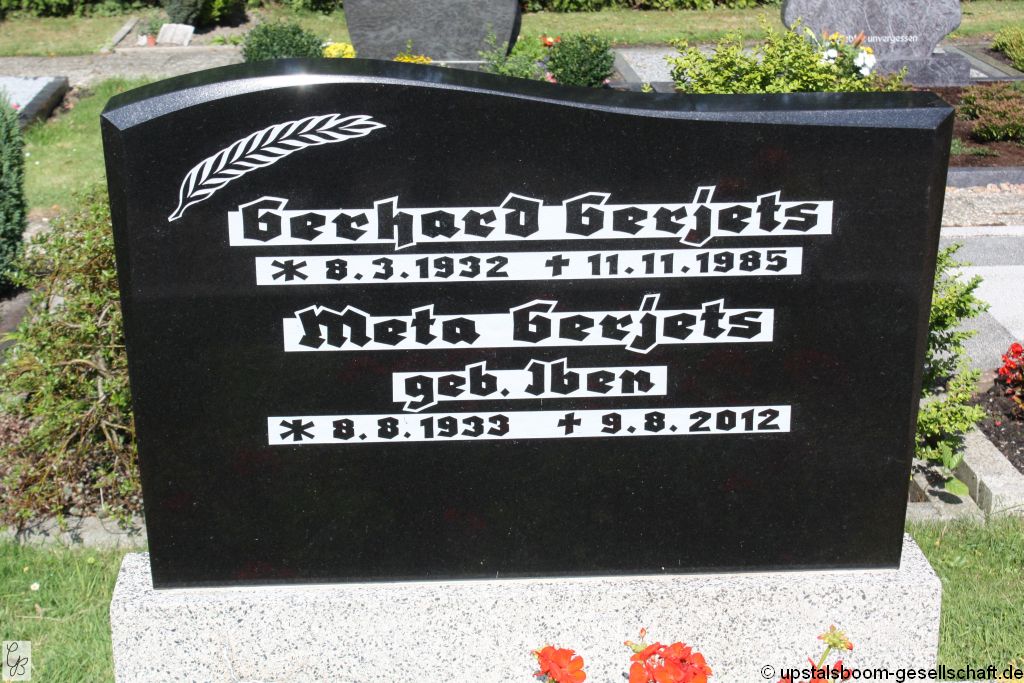 unvergessen
Gerhard Gerjets
* 8.3.1932 † 11.11.1985
Meta Gerjets
geb. Iben
* 8.8.1933 † 9.8.2012
© upstalsboom-gesellschaft.de